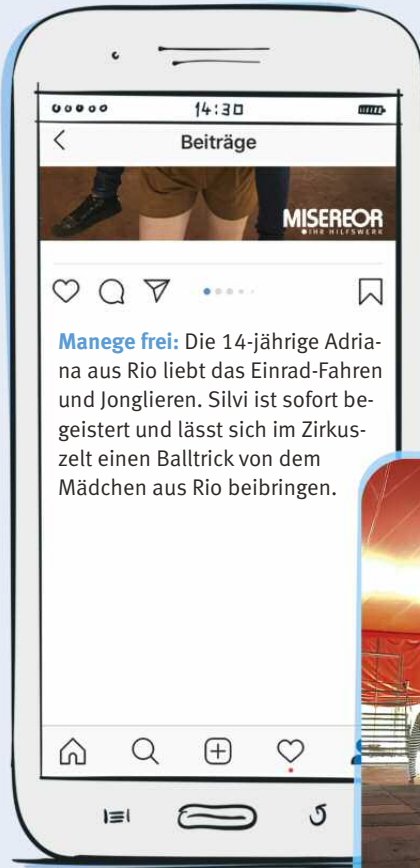 14:30
Beiträge
MISEREOR
IHR HILFSWERK
Manege frei: Die 14-jährige Adria-
na aus Rio liebt das Einrad-Fahren
und Jonglieren. Silvi ist sofort be-
geistert und lässt sich im Zirkus-
zelt einen Balltrick von dem
Mädchen aus Rio beibringen.